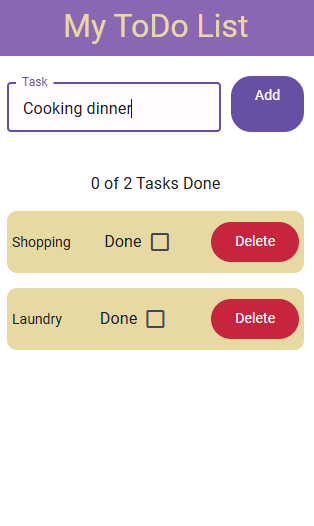 My ToDo List
Task
Cooking dinner
Add
0 of 2 Tasks Done
Shopping Done Delete
Laundry Done Delete